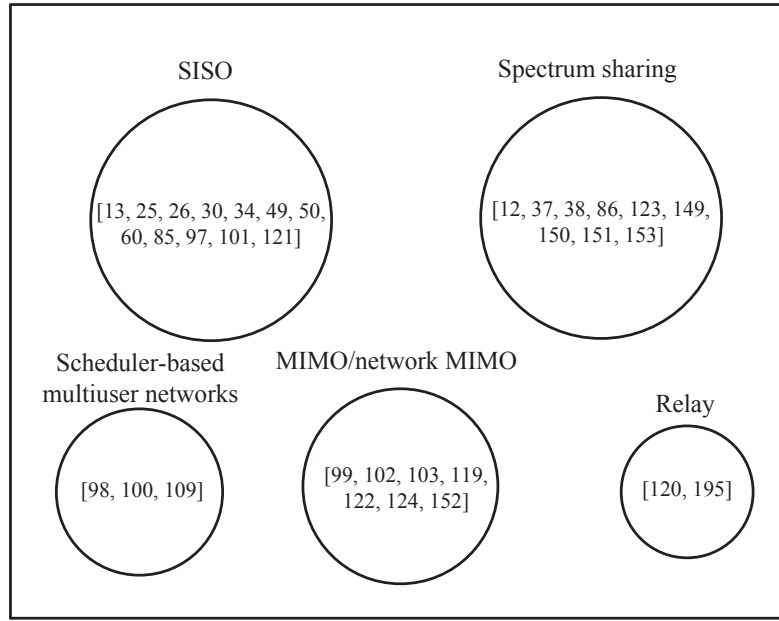 SISO
[13, 25, 26, 30, 34, 49, 50,
60, 85, 97, 101, 121]
Spectrum sharing
[12, 37, 38, 86, 123, 149,
150, 151, 153]
Scheduler-based
multiuser networks
[98, 100, 109]
MIMO/network MIMO
[99, 102, 103, 119,
122, 124, 152]
Relay
[120, 195]